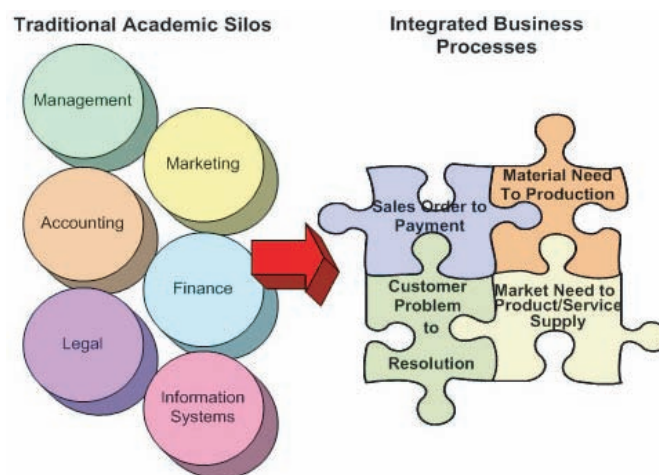 Traditional Academic Silos
Integrated Business
Processes
Management
Marketing
Accounting
Finance
Legal
Information
Systems
Sales Order to
Payment
Material Need
To Production
Customer
Problem
to
Resolution
Market Need to
Product/Service
Supply